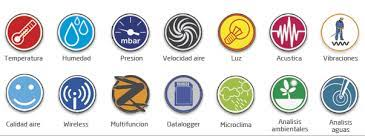 mbar
Temperatura Humedad Presion Velocidad aire Luz Acustica Vibraciones
Calidad aire Wireless Multifuncion Datalogger Microclima Analisis ambientales Analisis aguas